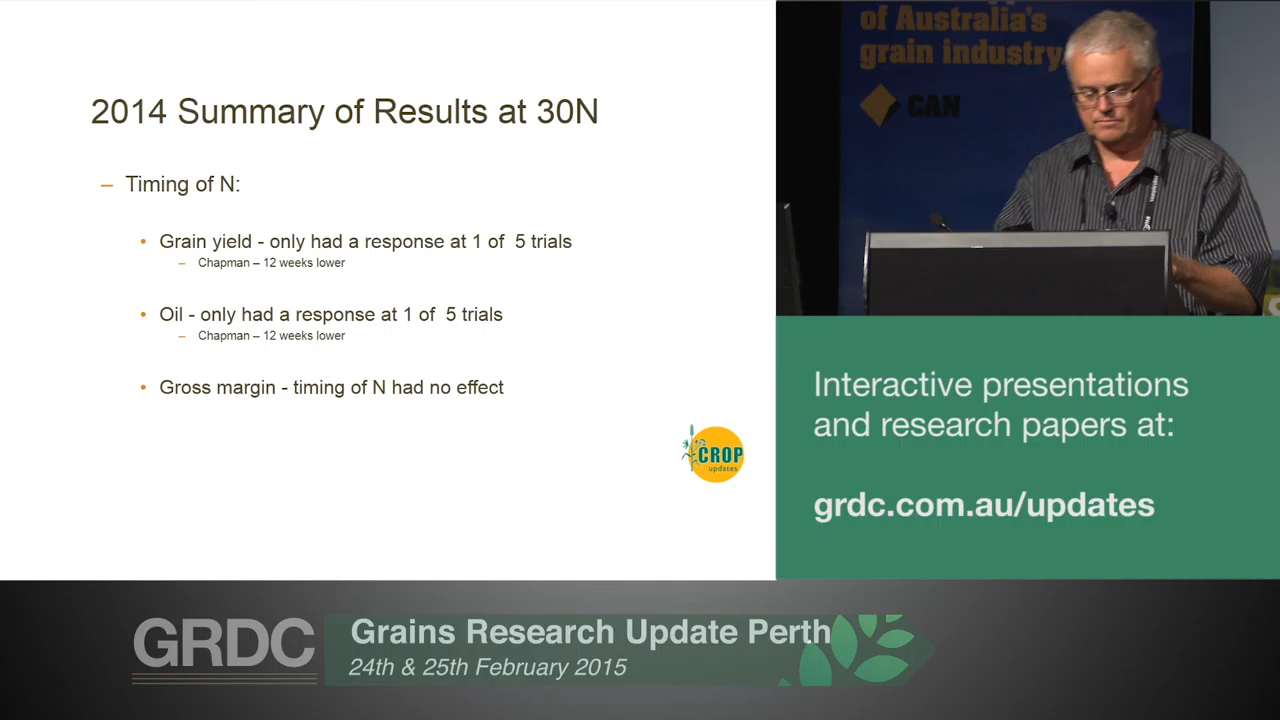 2014 Summary of Results at 30N
– Timing of N:
• Grain yield - only had a response at 1 of 5 trials
– Chapman – 12 weeks lower
• Oil - only had a response at 1 of 5 trials
– Chapman – 12 weeks lower
• Gross margin - timing of N had no effect
CROP
updates
of Australia's
grain industry.
CAN
Interactive presentations
and research papers at:
grdc.com.au/updates
GRDC
Grains Research Update Perth
24th & 25th February 2015